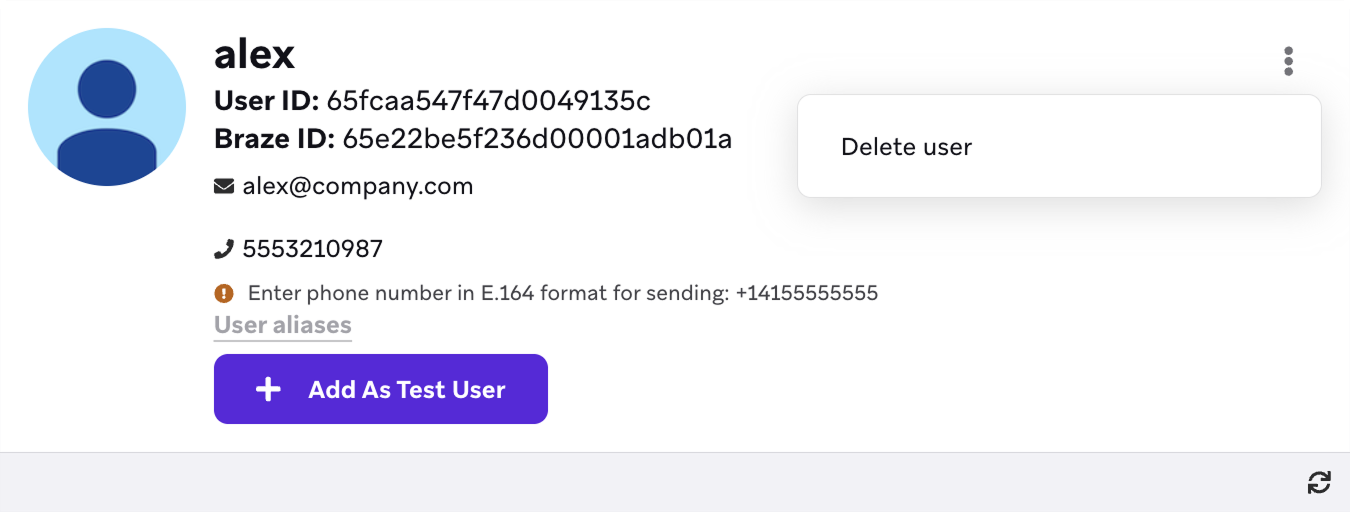 alex
User ID: 65fcaa547f47d0049135c
Braze ID: 65e22be5f236d00001adb01a
Delete user
alex@company.com
5553210987
Enter phone number in E.164 format for sending: +14155555555
User aliases
Add As Test User